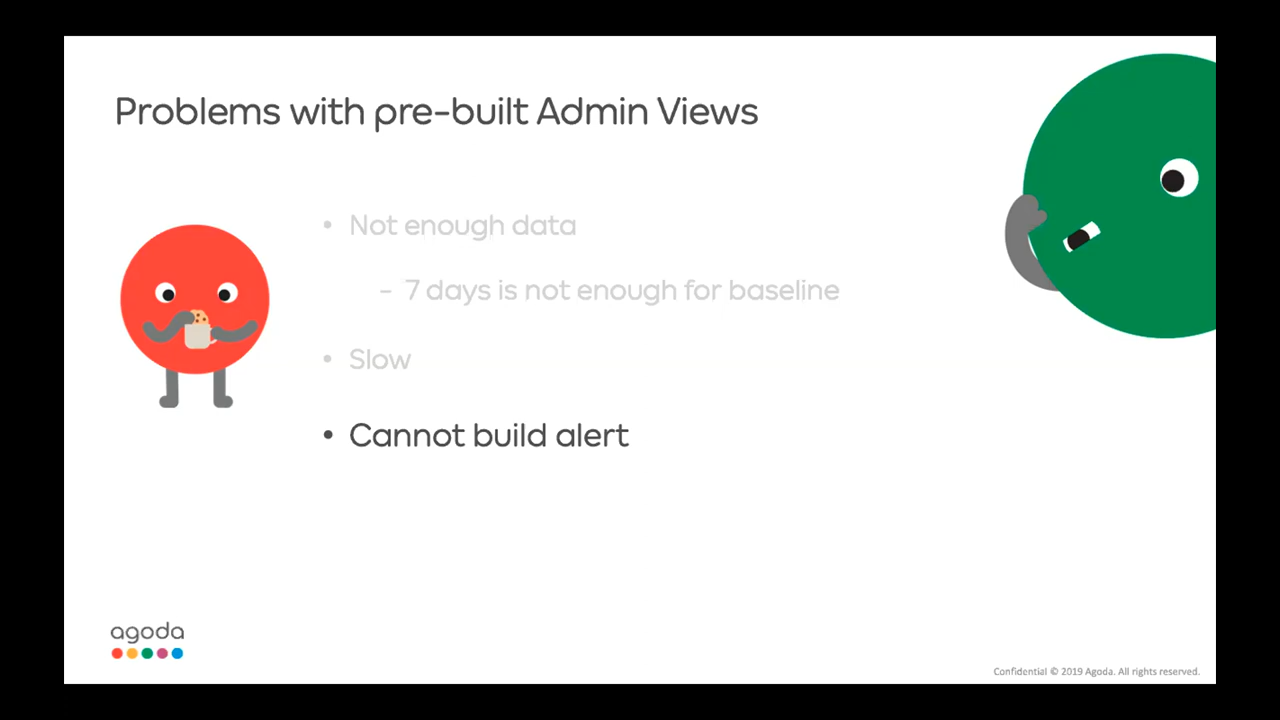 Problems with pre-built Admin Views
• Not enough data
- 7 days is not enough for baseline
• Slow
• Cannot build alert
agoda
Confidential © 2019 Agoda. All rights reserved.